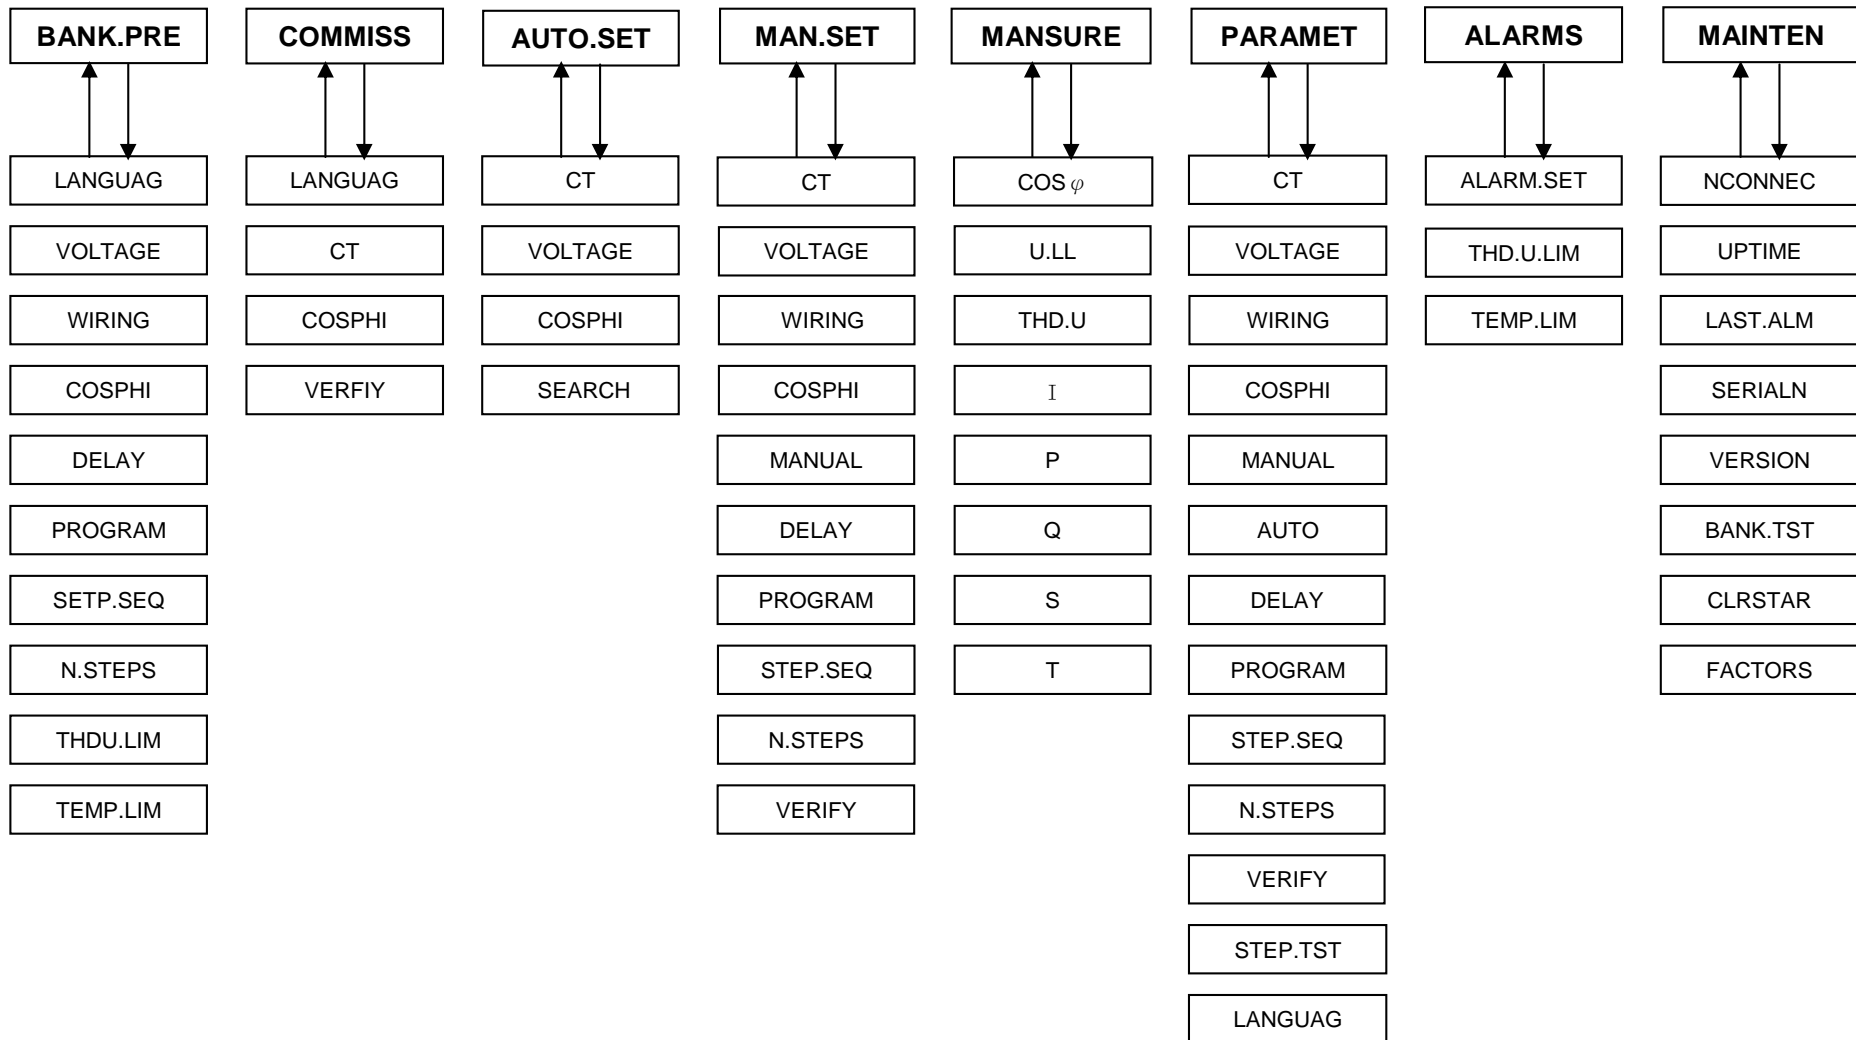 BANK.PRE
LANGUAG
VOLTAGE
WIRING
COSPHI
DELAY
PROGRAM
SETP.SEQ
N.STEPS
THDU.LIM
TEMP.LIM
COMMISS
LANGUAG
CT
COSPHI
VERFIY
AUTO.SET
CT
VOLTAGE
COSPHI
SEARCH
MAN.SET
CT
VOLTAGE
WIRING
COSPHI
MANUAL
DELAY
PROGRAM
STEP.SEQ
N.STEPS
VERIFY
MANSURE
COS φ
U.LL
THD.U
I
P
Q
S
T
PARAMET
CT
VOLTAGE
WIRING
COSPHI
MANUAL
AUTO
DELAY
PROGRAM
STEP.SEQ
N.STEPS
VERIFY
STEP.TST
LANGUAG
ALARMS
ALARM.SET
THD.U.LIM
TEMP.LIM
MAINTEN
NCONNEC
UPTIME
LAST.ALM
SERIALN
VERSION
BANK.TST
CLRSTAR
FACTORS